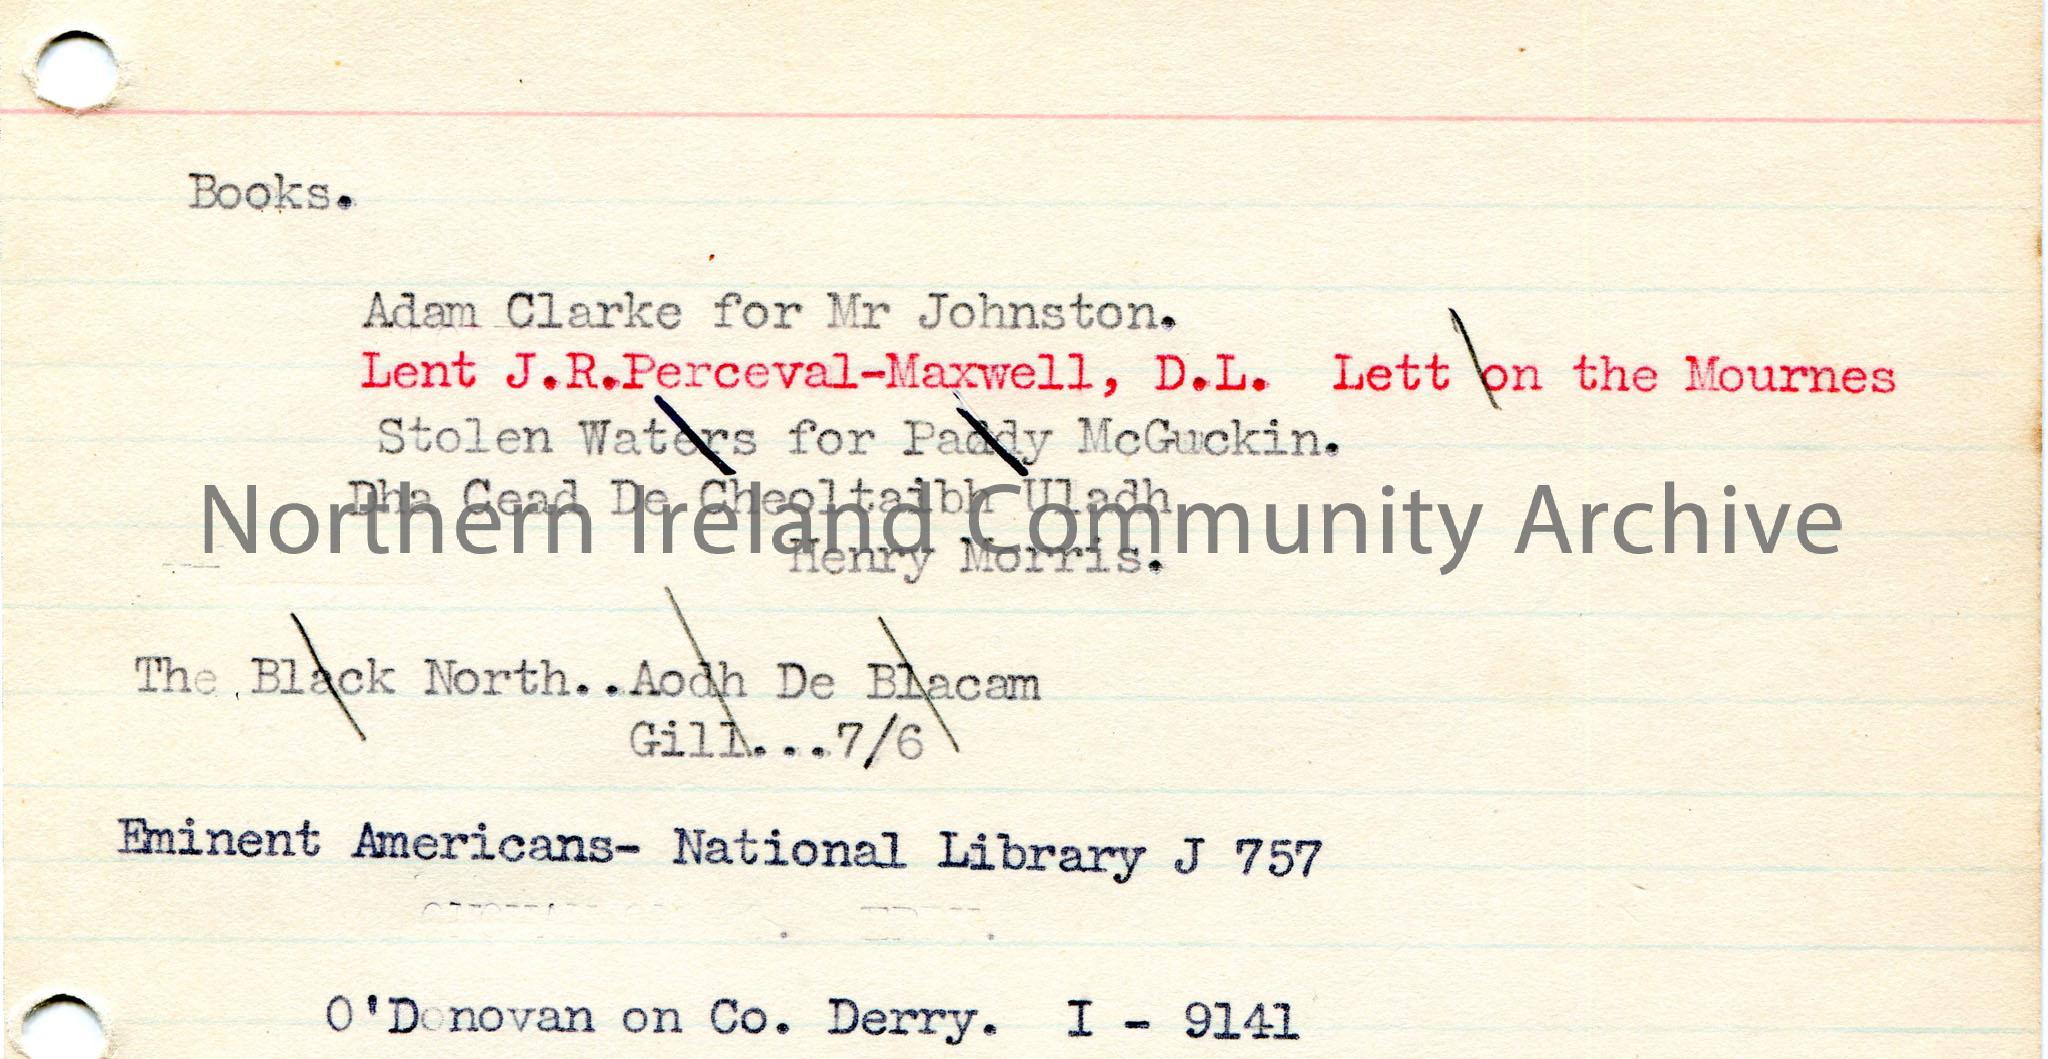 Books.
Adam Clarke for Mr Johnston.
Lent J.R.Perceval-Maxwell, D.L. Lett on the Mournes
Stolen Waters for Paddy McGuckin.
Dha Cead De Cheoltaibh Uladh
Northern Ireland Community Archive
Henry Morris.
The Black North..Aodh De Blacam
Gill...7/6
Eminent Americans- National Library J 757
O'Donovan on Co. Derry. I - 9141